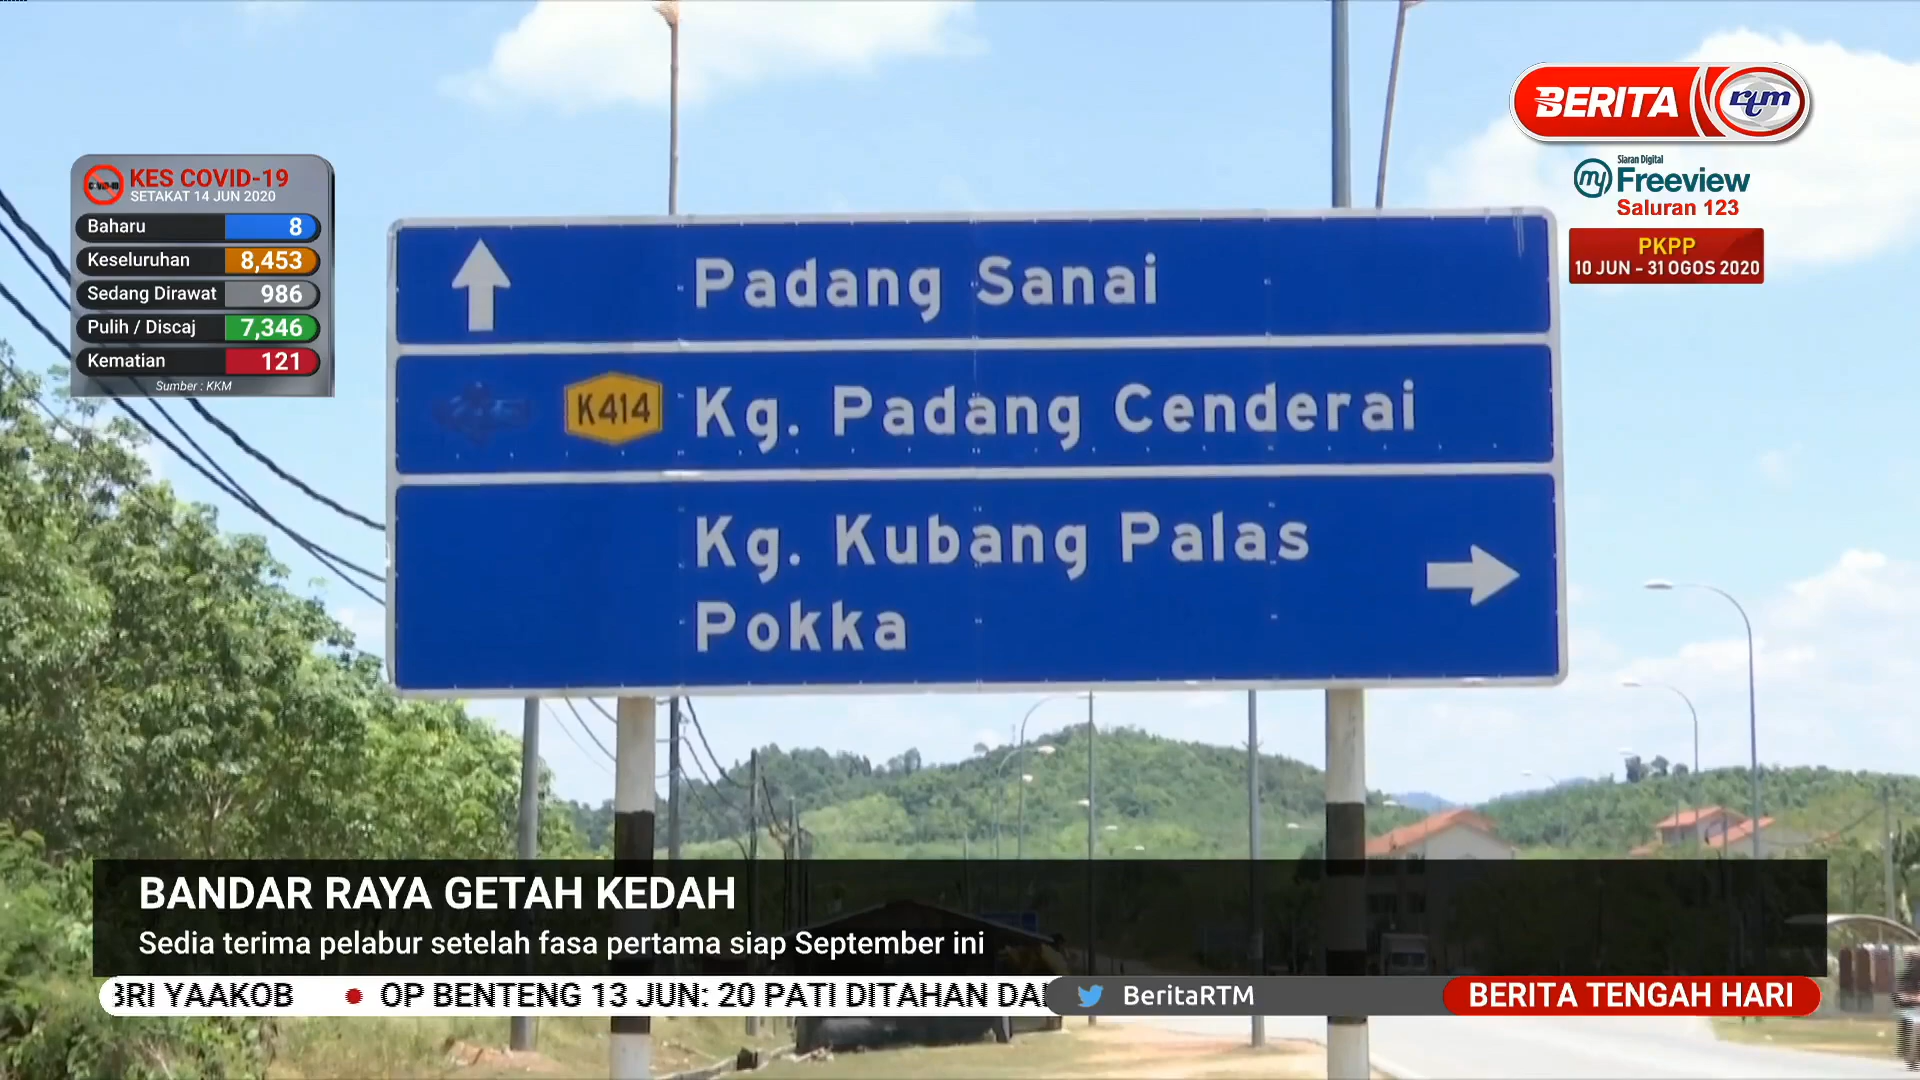 BERITA rtm
Siaran Digital
my Freeview
Saluran 123
PKPP
10 JUN - 31 OGOS 2020
KES COVID-19
SETAKAT 14 JUN 2020
Baharu 8
Keseluruhan 8,453
Sedang Dirawat 986
Pulih / Discaj 7,346
Kematian 121
Sumber : KKM
Padang Sanai
K414 Kg. Padang Cenderai
Kg. Kubang Palas
Pokka
BANDAR RAYA GETAH KEDAH
Sedia terima pelabur setelah fasa pertama siap September ini
YAAKOB • OP BENTENG 13 JUN: 20 PATI DITAHAN
BeritaRTM
BERITA TENGAH HARI